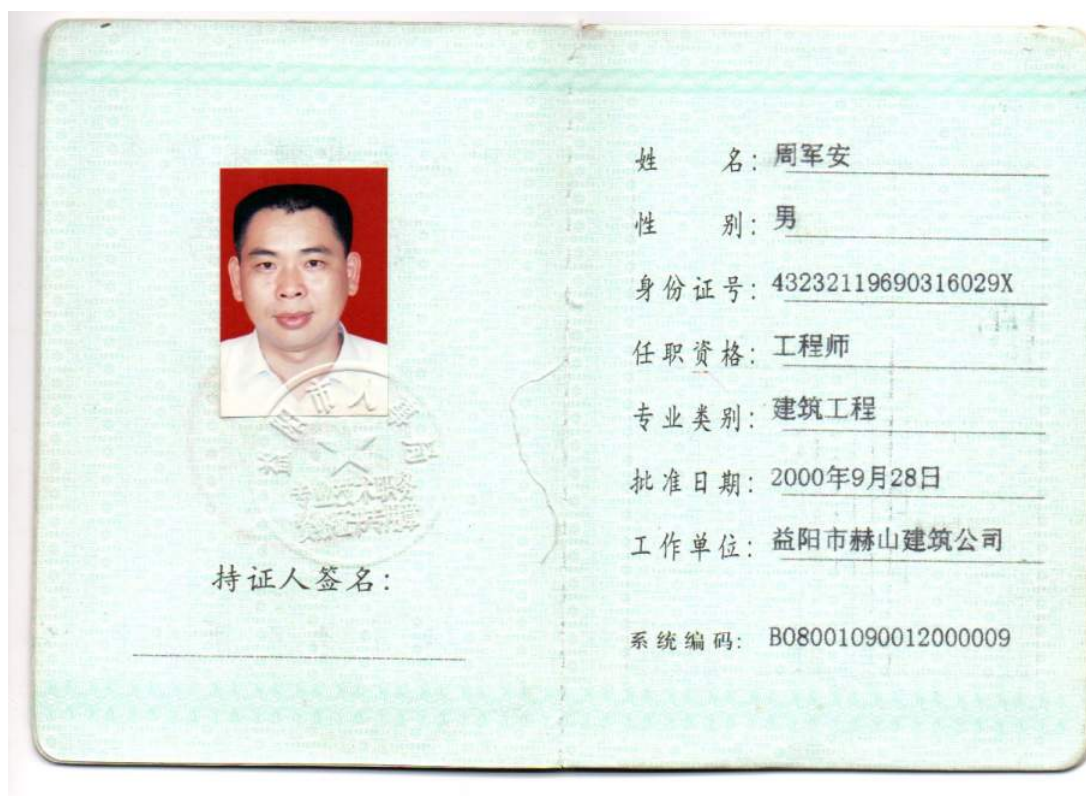 持证人签名:
姓 名: 周军安
性 别: 男
身份证号: 43232119690316029X
任职资格: 工程师
专业类别: 建筑工程
批准日期: 2000年9月28日
工作单位: 益阳市赫山建筑公司
系统编码: B08001090012000009